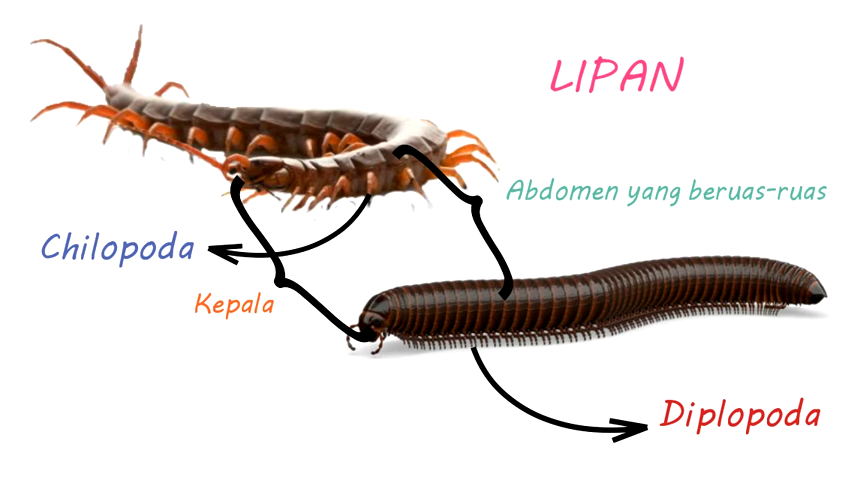 LIPAN
Abdomen yang beruas-ruas
Chilopoda
Kepala
Diplopoda